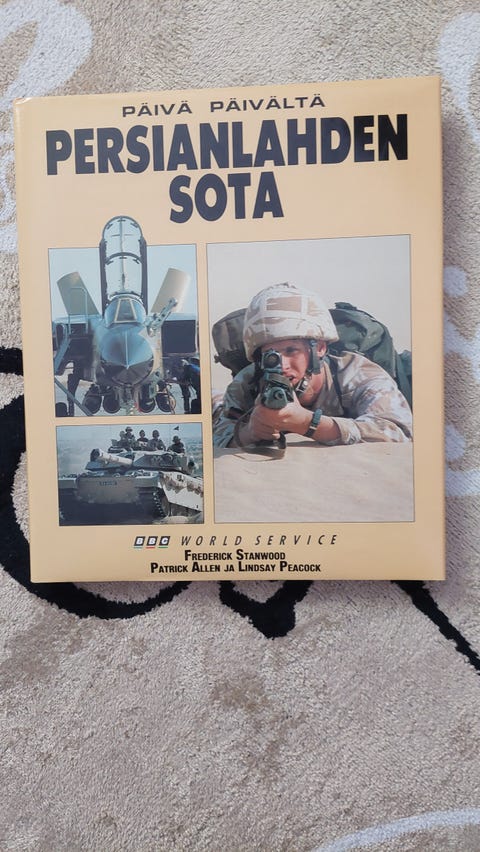 PÄIVÄ PÄIVÄLTÄ
PERSIANLAHDEN
SOTA
BBC WORLD SERVICE
FREDERICK STANWOOD
PATRICK ALLEN JA LINDSAY PEACOCK